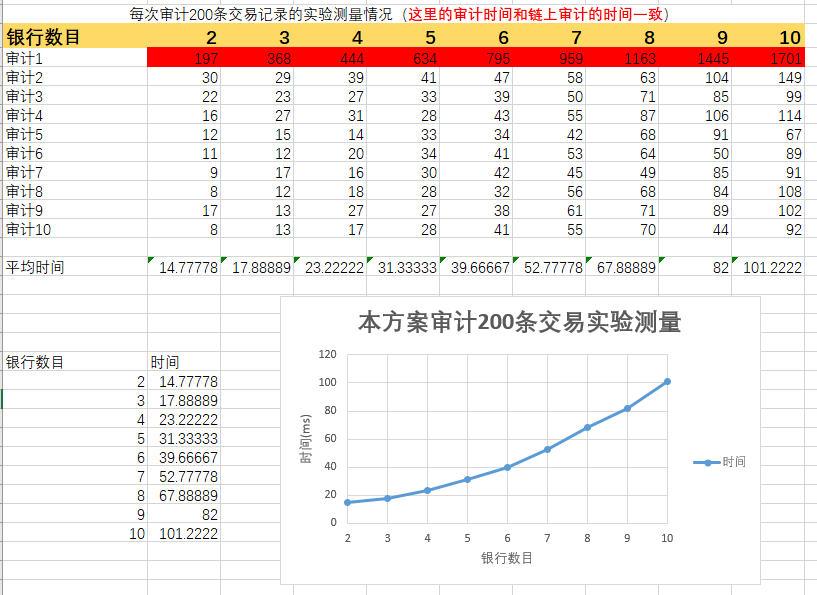 每次审计200条交易记录的实验测量情况（这里的审计时间和链上审计的时间一致）
银行数目 2 3 4 5 6 7 8 9 10
审计1 197 368 444 634 795 959 1163 1445 1701
审计2 30 29 39 41 47 58 63 104 149
审计3 22 23 27 33 39 50 71 85 99
审计4 16 27 31 28 43 55 87 106 114
审计5 12 15 14 33 34 42 68 91 67
审计6 11 12 20 34 41 53 64 50 89
审计7 9 17 16 30 42 45 49 85 91
审计8 8 12 18 28 32 56 68 84 108
审计9 17 13 27 27 38 61 71 89 102
审计10 8 13 17 28 41 55 70 44 92
平均时间 14.77778 17.88889 23.22222 31.33333 39.66667 52.77778 67.88889 82 101.2222
银行数目 时间
2 14.77778
3 17.88889
4 23.22222
5 31.33333
6 39.66667
7 52.77778
8 67.88889
9 82
10 101.2222
本方案审计200条交易实验测量
120
100
80
60
40
20
0
时间(ms)
2 3 4 5 6 7 8 9 10
银行数目
时间